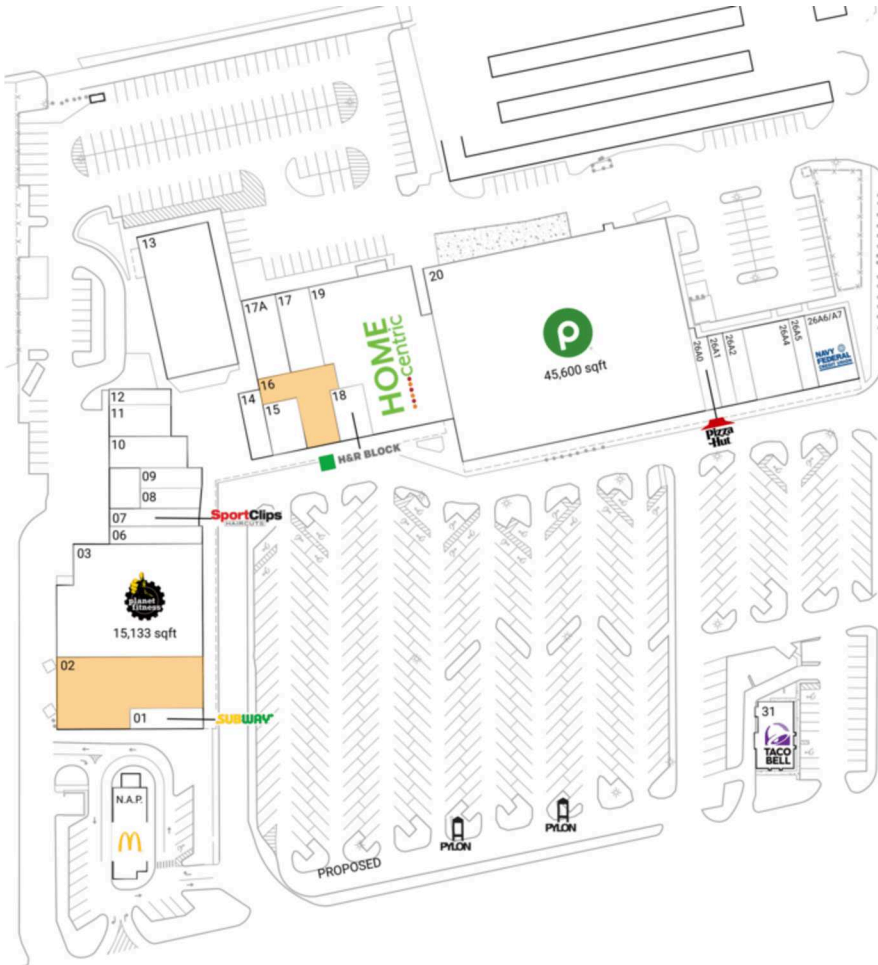 13
20
17A
17
19
HOME
centric
p
45,600 sqft
26A0
26A1
26A2
26A4
26A5
26A6/A7
NAVY
FEDERAL
Credit Union
Pizza
Hut
16
14
15
18
H&R BLOCK
12
11
10
09
08
07
SportClips
HAIRCUTS
06
03
planet
fitness
15,133 sqft
02
01
SUBWAY
31
TACO
BELL
N.A.P.
M
PYLON
PYLON
PROPOSED